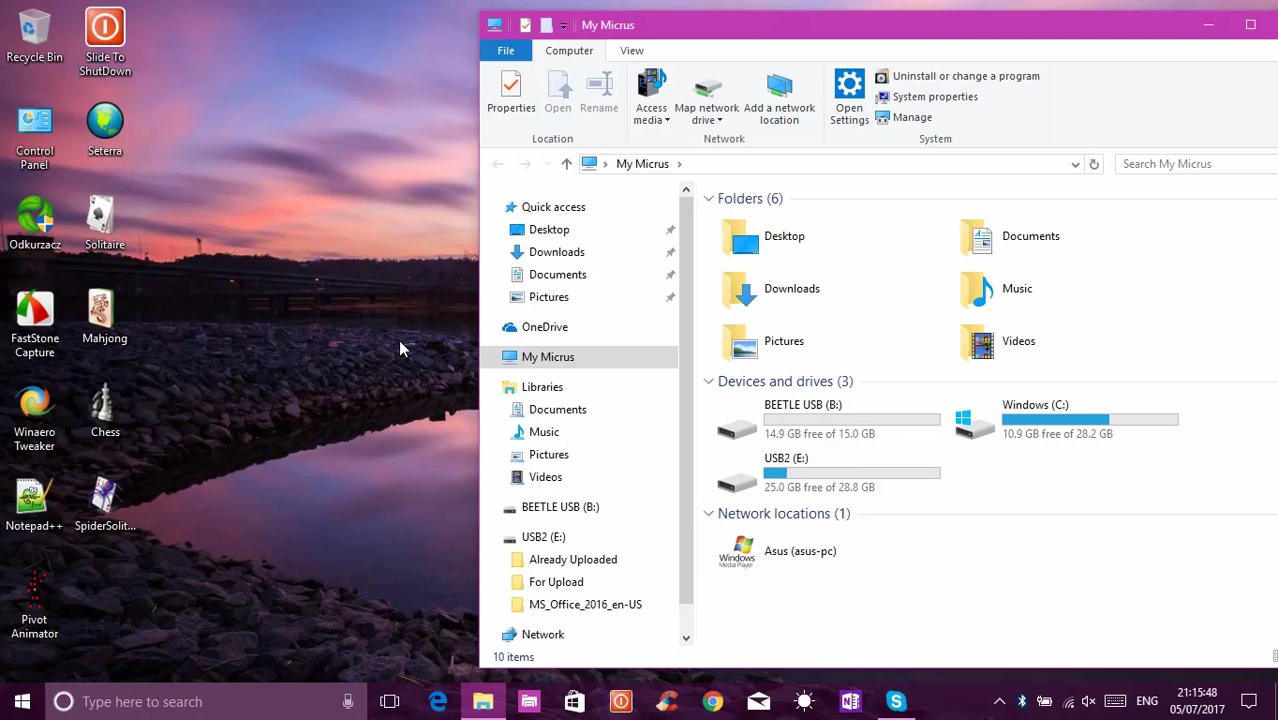 Recycle Bin
Slide To
ShutDown
Control
Panel
Seterra
Odkurzacz
Solitaire
FastStone
Capture
Mahjong
Winaero
Tweaker
Chess
Notepad++
SpiderSolit...
Pivot
Animator
My Micrus
File
Computer
View
Properties
Open
Rename
Location
Access
media
Map network
drive
Add a network
location
Network
Open
Settings
Uninstall or change a program
System properties
Manage
System
My Micrus
Search My Micrus
Quick access
Desktop
Downloads
Documents
Pictures
OneDrive
My Micrus
Libraries
Documents
Music
Pictures
Videos
BEETLE USB (B:)
USB2 (E:)
Already Uploaded
For Upload
MS_Office_2016_en-US
Network
Folders (6)
Desktop
Documents
Downloads
Music
Pictures
Videos
Devices and drives (3)
BEETLE USB (B:)
14.9 GB free of 15.0 GB
Windows (C:)
10.9 GB free of 28.2 GB
USB2 (E:)
25.0 GB free of 28.8 GB
Network locations (1)
Windows
Media Player
Asus (asus-pc)
10 items
Type here to search
ENG
21:15:48
05/07/2017